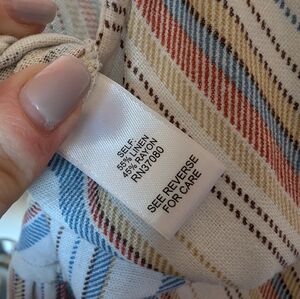 SELF:
55% LINEN
45% RAYON
RN37080
SEE REVERSE
FOR CARE